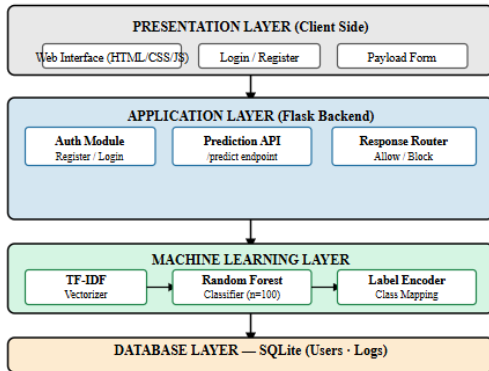 PRESENTATION LAYER (Client Side)
Web Interface (HTML/CSS/JS)
Login / Register
Payload Form
APPLICATION LAYER (Flask Backend)
Auth Module
Register / Login
Prediction API
/predict endpoint
Response Router
Allow / Block
MACHINE LEARNING LAYER
TF-IDF
Vectorizer
Random Forest
Classifier (n=100)
Label Encoder
Class Mapping
DATABASE LAYER — SQLite (Users · Logs)